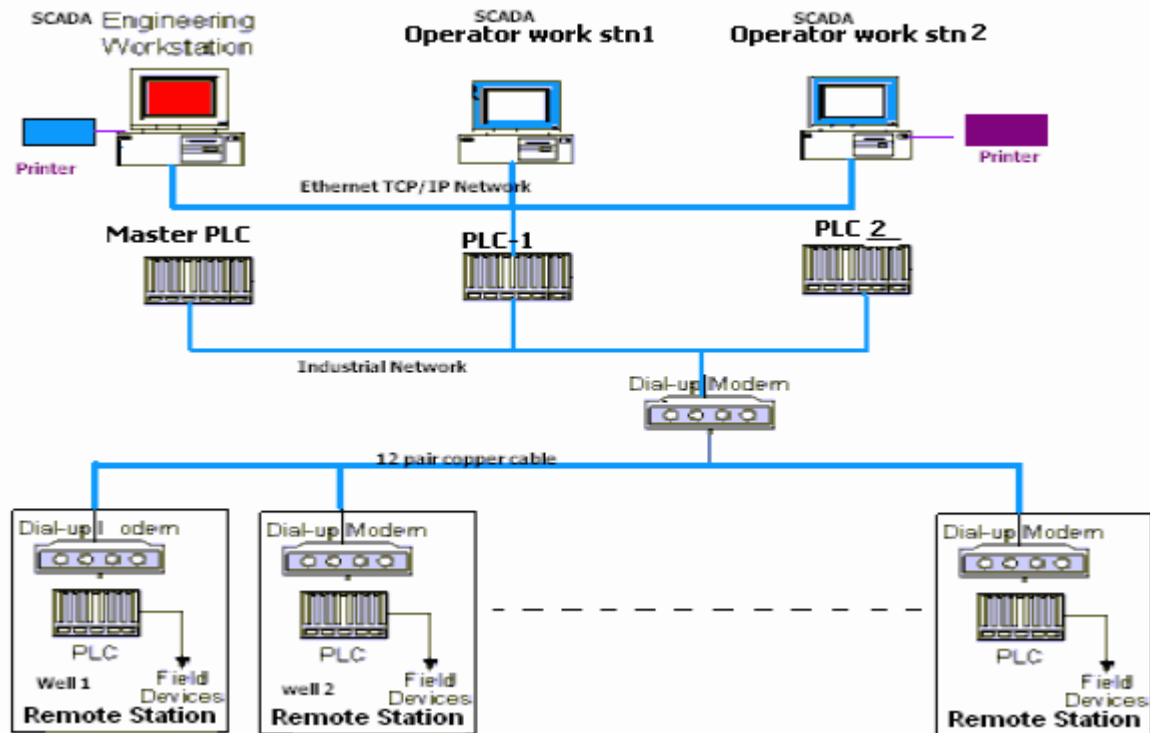 SCADA Engineering
Workstation
SCADA
Operator work stn1
SCADA
Operator work stn 2
Printer
Printer
Ethernet TCP/IP Network
Master PLC
PLC-1
PLC 2
Industrial Network
Dial-up Modem
12 pair copper cable
Dial-up odem
PLC
Well 1
Field
Devices
Remote Station
Dial-up Modem
PLC
well 2
Field
Devices
Remote Station
Dial-up Modem
PLC
Field
Devices
Remote Station